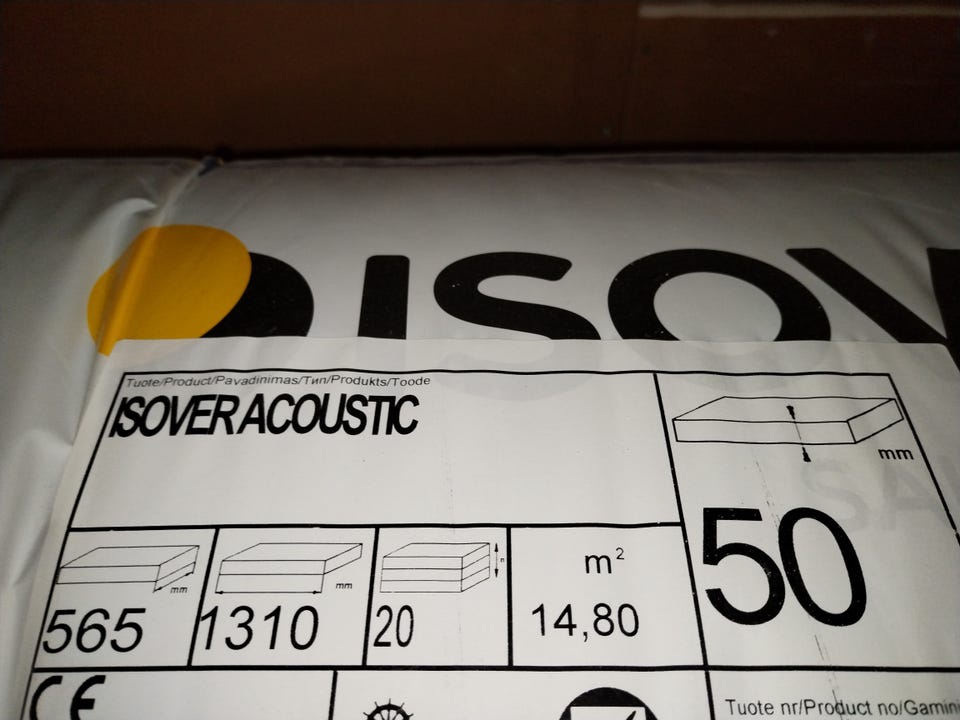 ISOV
Tuote/Product/Pavadinimas/Тип/Produkts/Toode
ISOVER ACOUSTIC
mm
50
mm
565
mm
1310
20
m²
14,80
CE
Tuote nr/Product no/Gamin